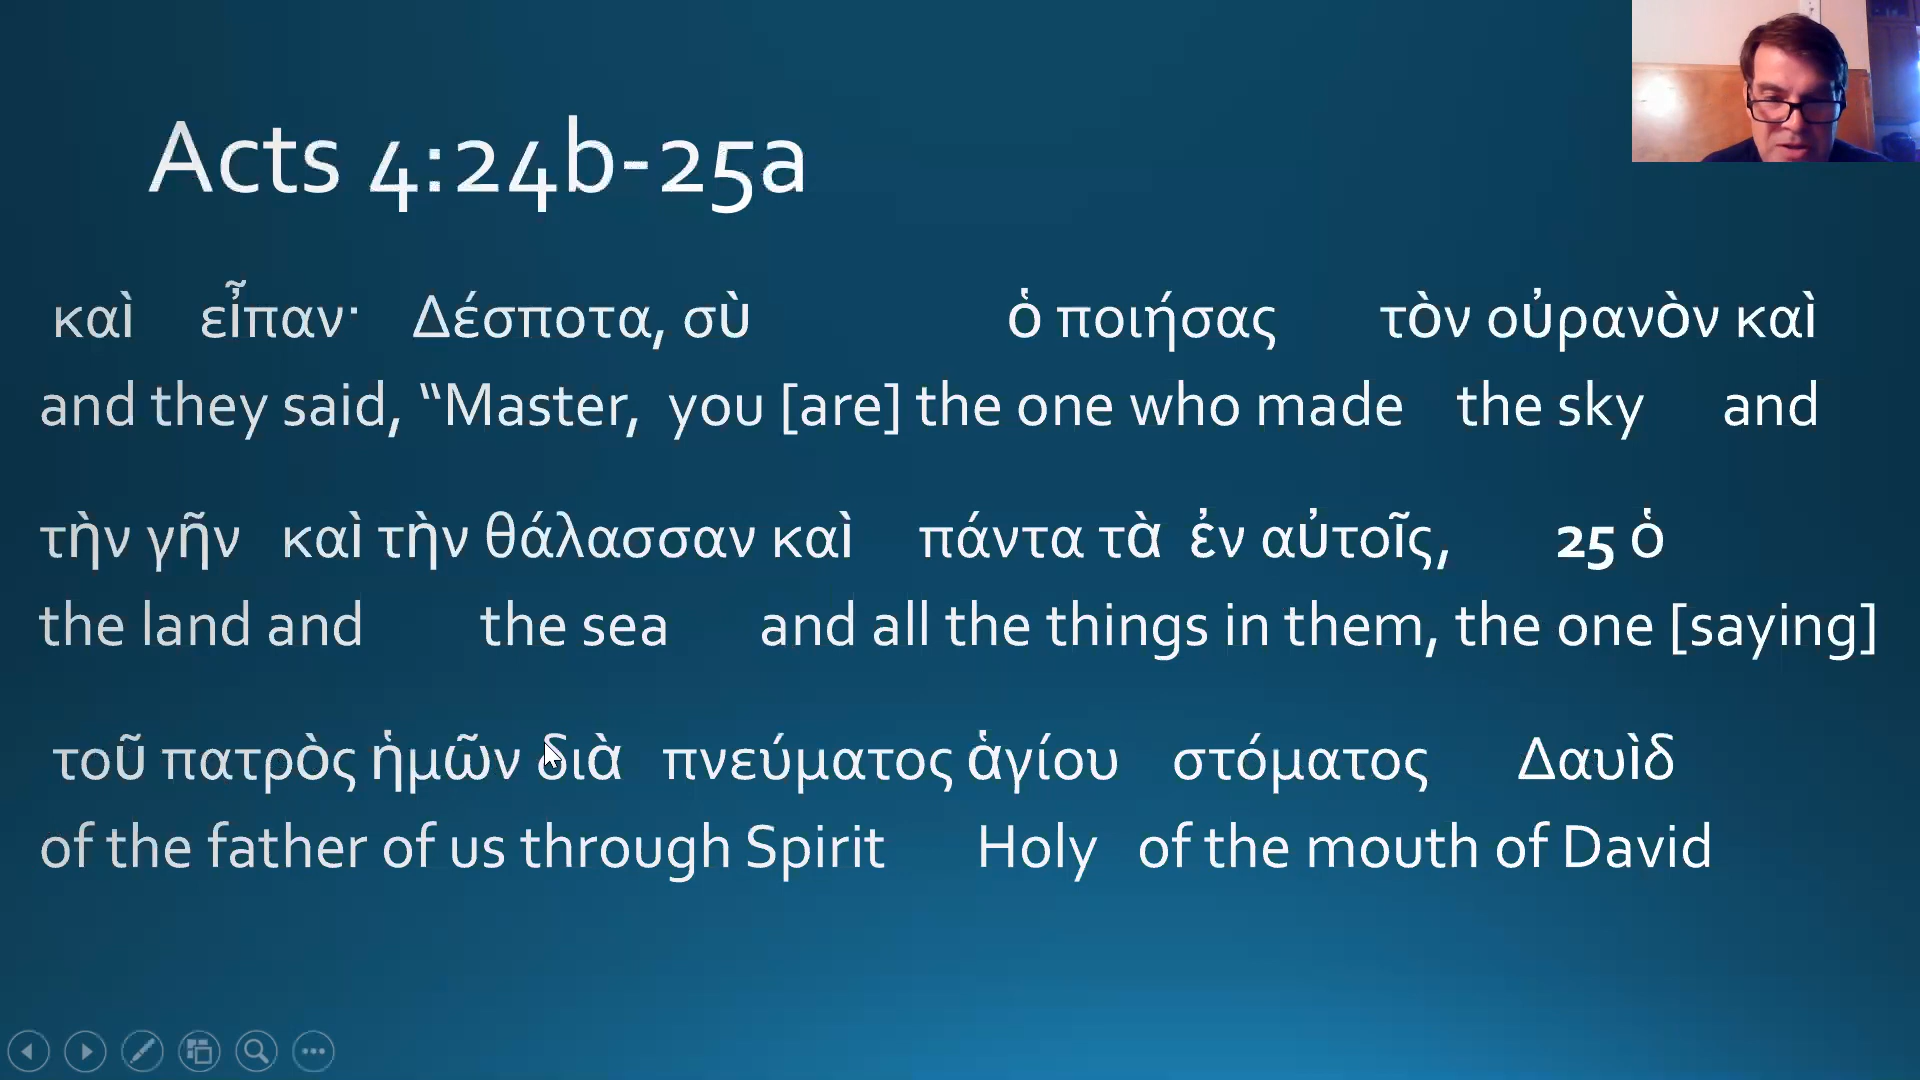 Acts 4:24b-25a
καὶ εἶπαν· Δέσποτα, σὺ ὁ ποιήσας τὸν οὐρανὸν καὶ
and they said, “Master, you [are] the one who made the sky and
τὴν γῆν καὶ τὴν θάλασσαν καὶ πάντα τὰ ἐν αὐτοῖς, 25 ὁ
the land and the sea and all the things in them, the one [saying]
τοῦ πατρὸς ἡμῶν διὰ πνεύματος ἁγίου στόματος Δαυὶδ
of the father of us through Spirit Holy of the mouth of David